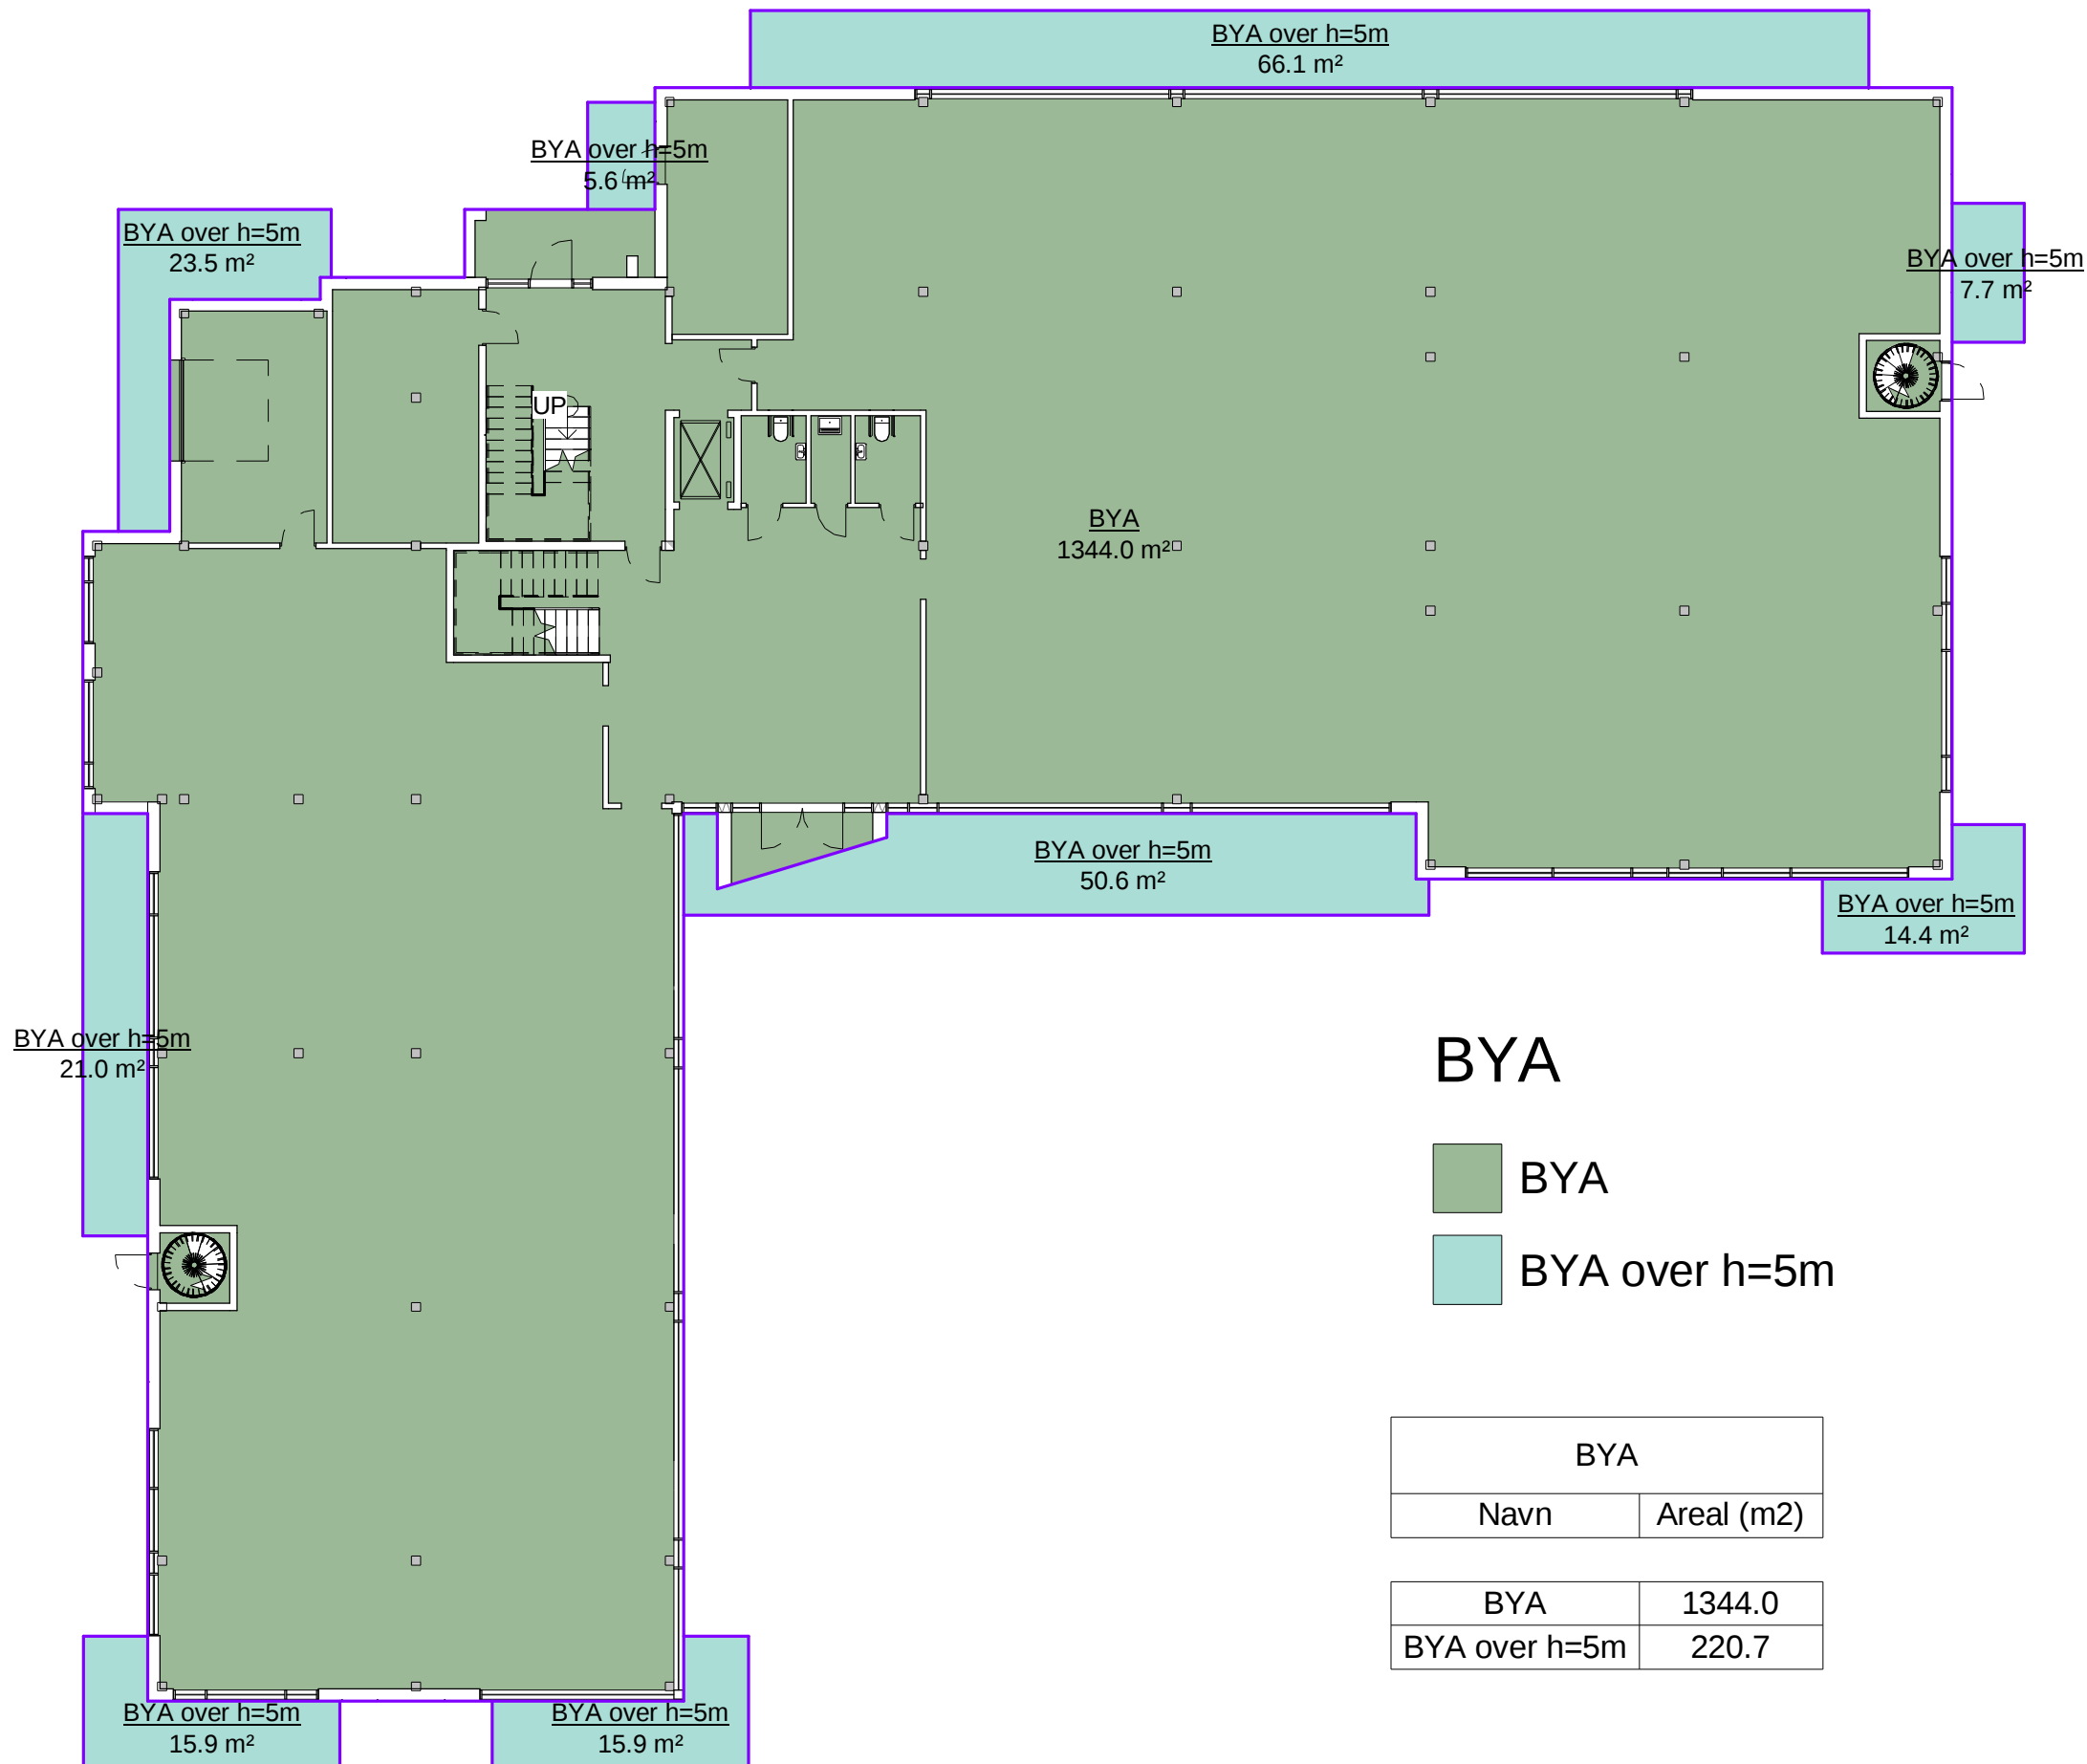 BYA over h=5m
66.1 m²
BYA over h=5m
5.6 m²
BYA over h=5m
23.5 m²
BYA over h=5m
7.7 m²
UP
BYA
1344.0 m²
BYA over h=5m
50.6 m²
BYA over h=5m
14.4 m²
BYA over h=5m
21.0 m²
BYA
BYA
BYA over h=5m
BYA
Navn Areal (m2)
BYA 1344.0
BYA over h=5m 220.7
BYA over h=5m
15.9 m²
BYA over h=5m
15.9 m²